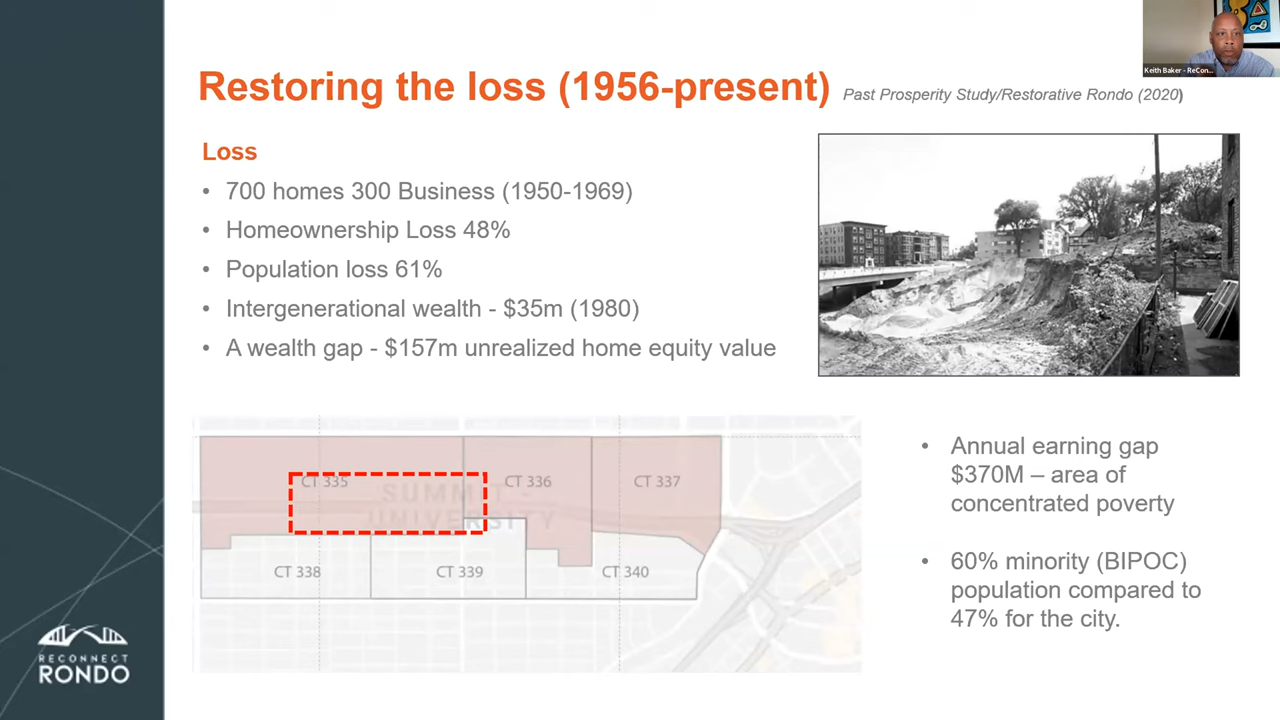 Keith Baker - ReCon...
Restoring the loss (1956-present) Past Prosperity Study/Restorative Rondo (2020)
Loss
• 700 homes 300 Business (1950-1969)
• Homeownership Loss 48%
• Population loss 61%
• Intergenerational wealth - $35m (1980)
• A wealth gap - $157m unrealized home equity value
CT 335
CT 336
CT 337
SUMMIT -
UNIVERSITY
CT 338
CT 339
CT 340
• Annual earning gap
$370M – area of
concentrated poverty
• 60% minority (BIPOC)
population compared to
47% for the city.
RECONNECT
RONDO